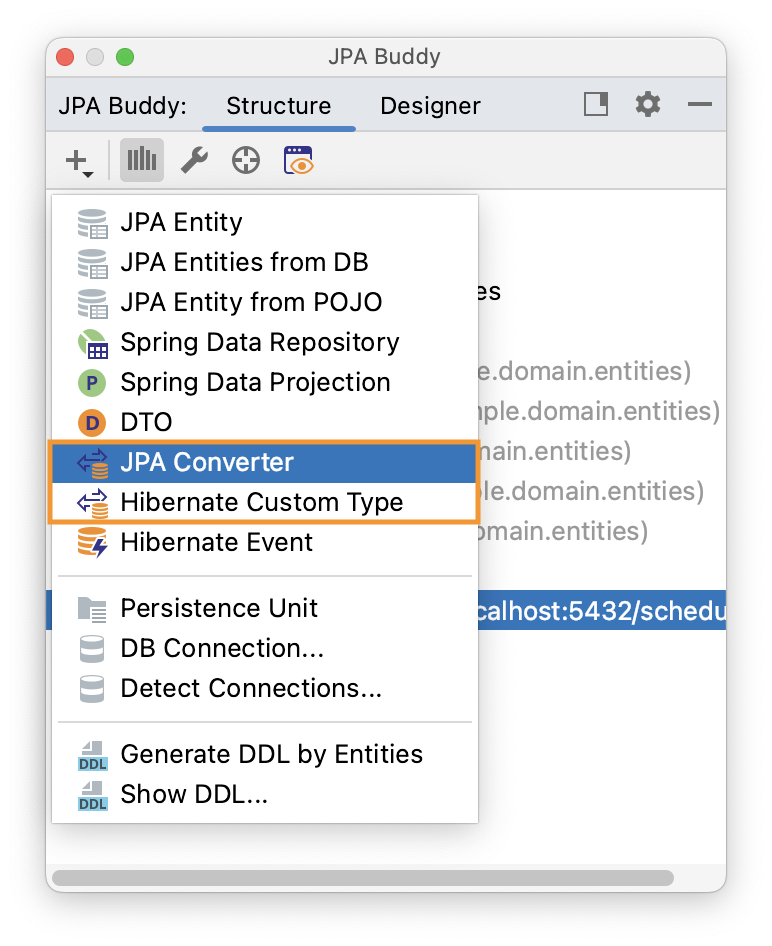 JPA Buddy
JPA Buddy: Structure Designer
JPA Entity
JPA Entities from DB
JPA Entity from POJO
es
Spring Data Repository
e.domain.entities)
P Spring Data Projection
nple.domain.entities)
D DTO
JPA Converter
main.entities)
Hibernate Custom Type
le.domain.entities)
Hibernate Event
omain.entities)
Persistence Unit
calhost:5432/schedu
DB Connection...
Detect Connections...
DDL Generate DDL by Entities
DDL Show DDL...